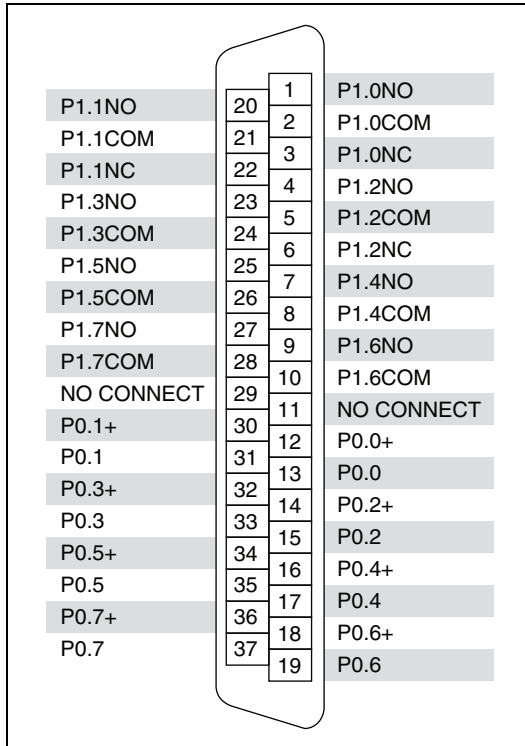 1 P1.0NO
P1.1NO 20
2 P1.0COM
P1.1COM 21
3 P1.0NC
P1.1NC 22
4 P1.2NO
P1.3NO 23
5 P1.2COM
P1.3COM 24
6 P1.2NC
P1.5NO 25
7 P1.4NO
P1.5COM 26
8 P1.4COM
P1.7NO 27
9 P1.6NO
P1.7COM 28
10 P1.6COM
NO CONNECT 29
11 NO CONNECT
P0.1+ 30
12 P0.0+
P0.1 31
13 P0.0
P0.3+ 32
14 P0.2+
P0.3 33
15 P0.2
P0.5+ 34
16 P0.4+
P0.5 35
17 P0.4
P0.7+ 36
18 P0.6+
P0.7 37
19 P0.6